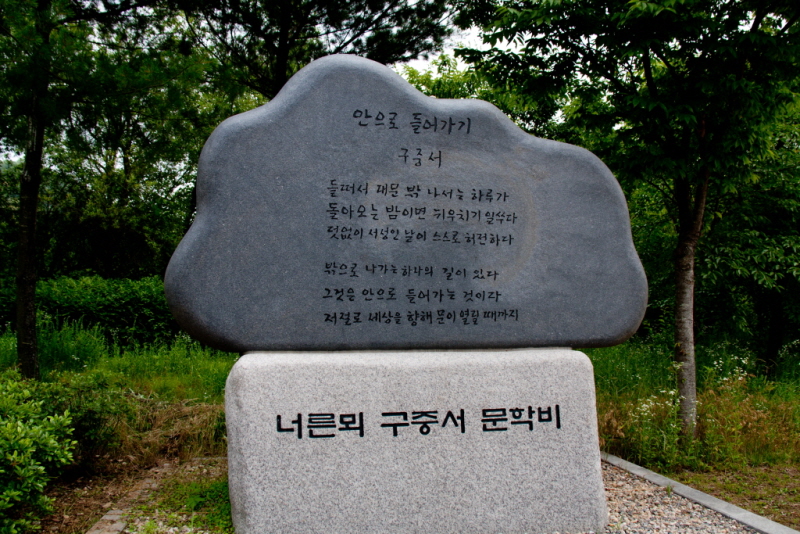 안으로 들어가기
구중서
들떠서 대문 밖 나서는 하루가
돌아오는 밤이면 뉘우치기 일쑤다
덧없이 서성인 날이 스스로 허전하다
밖으로 나가는 하나의 길이 있다
그것은 안으로 들어가는 것이다
저절로 세상을 향해 문이 열릴 때까지
너른뫼 구중서 문학비